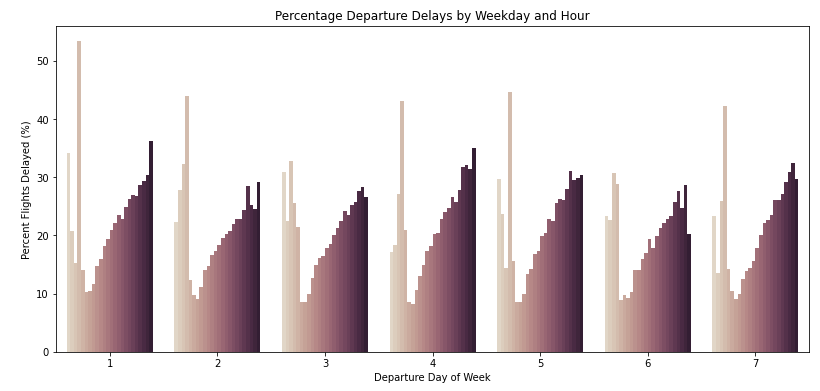 Percentage Departure Delays by Weekday and Hour
Percent Flights Delayed (%)
50
40
30
20
10
0
1 2 3 4 5 6 7
Departure Day of Week